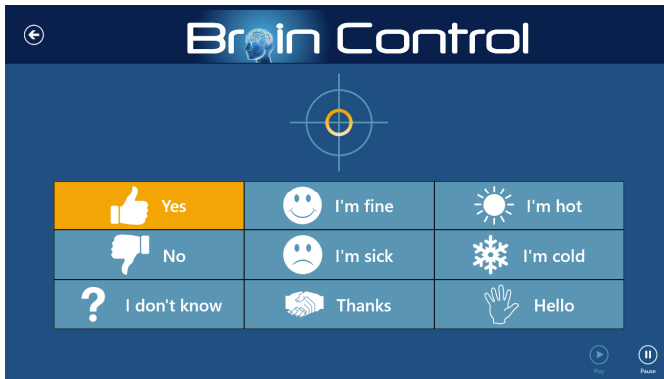 Brain Control
Yes
I'm fine
I'm hot
No
I'm sick
I'm cold
I don't know
Thanks
Hello
Play
Pause